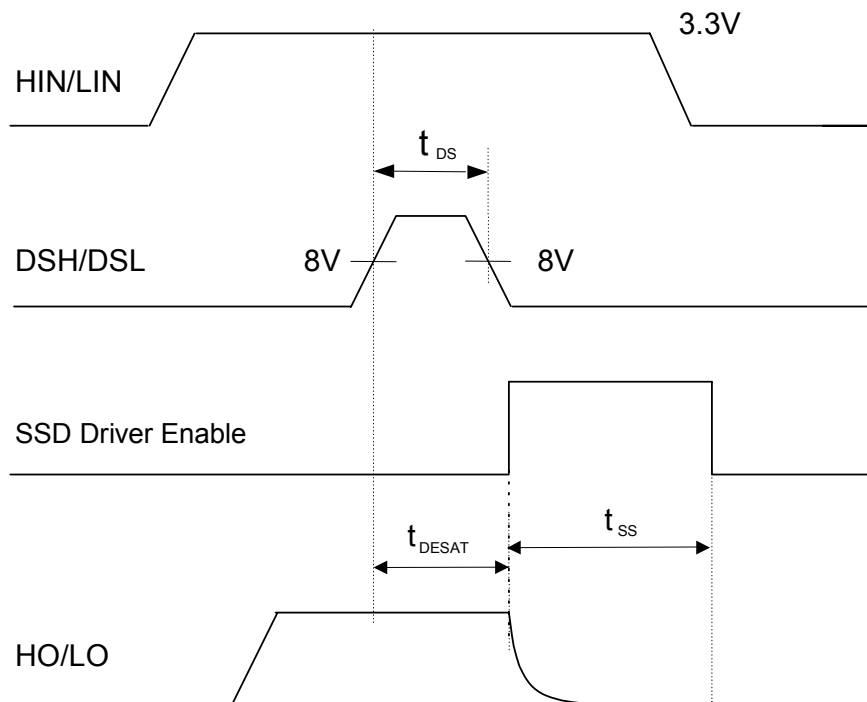 3.3V
HIN/LIN
t DS
DSH/DSL 8V 8V
SSD Driver Enable
t DESAT t SS
HO/LO